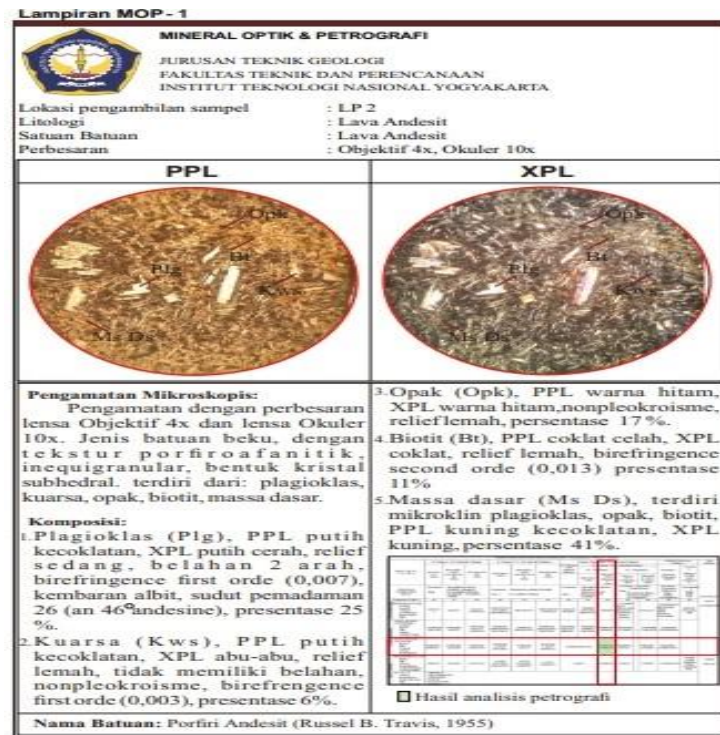 Lampiran MOP - 1
MINERAL OPTIK & PETROGRAFI
JURUSAN TEKNIK GEOLOGI
FAKULTAS TEKNIK DAN PERENCANAAN
INSTITUT TEKNOLOGI NASIONAL YOGYAKARTA
Lokasi pengambilan sampel : LP 2
Litologi : Lava Andesit
Satuan Batuan : Lava Andesit
Perbesaran : Objektif 4x, Okuler 10x
PPL
Opk
Bt
Plg
Kws
Ms Ds
XPL
Opk
Bt
Plg
Kws
Ms Ds
Pengamatan Mikroskopis:
Pengamatan dengan perbesaran
lensa Objektif 4x dan lensa Okuler
10x. Jenis batuan beku, dengan
tekstur porfiroafanitik,
inequigranular, bentuk kristal
subhedral. terdiri dari: plagioklas,
kuarsa, opak, biotit, massa dasar.
Komposisi:
1.Plagioklas (Plg), PPL putih
kecoklatan, XPL putih cerah, relief
sedang, belahan 2 arah,
birefringence first orde (0,007),
kembaran albit, sudut pemadaman
26 (an 46°andesine), presentase 25
%.
2.Kuarsa (Kws), PPL putih
kecoklatan, XPL abu-abu, relief
lemah, tidak memiliki belahan,
nonpleokroisme, birefrengence
first orde (0,003), presentase 6%.
3.Opak (Opk), PPL warna hitam,
XPL warna hitam,nonpleokroisme,
relief lemah, persentase 17%.
4.Biotit (Bt), PPL coklat celah, XPL
coklat, relief lemah, birefringence
second orde (0,013) presentase
11%
5.Massa dasar (Ms Ds), terdiri
mikroklin plagioklas, opak, biotit,
PPL kuning kecoklatan, XPL
kuning, persentase 41%.
Hasil analisis petrografi
Nama Batuan: Porfiri Andesit (Russel B. Travis, 1955)